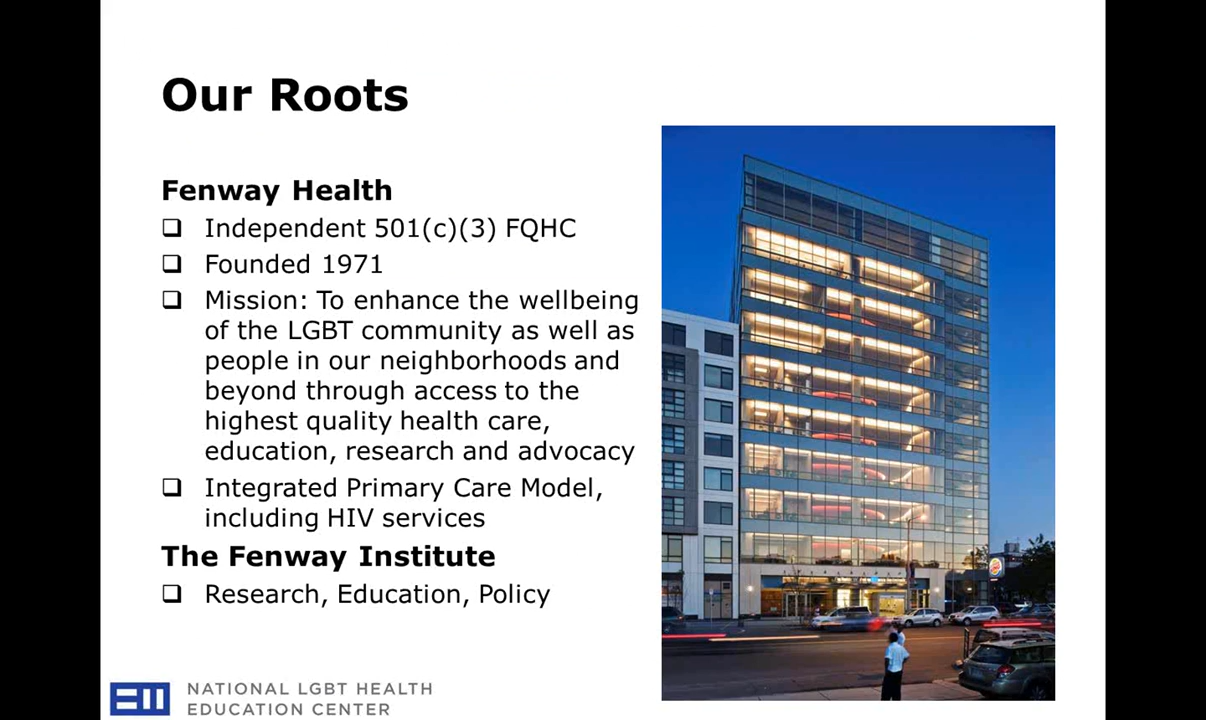 Our Roots
Fenway Health
Independent 501(c)(3) FQHC
Founded 1971
Mission: To enhance the wellbeing
of the LGBT community as well as
people in our neighborhoods and
beyond through access to the
highest quality health care,
education, research and advocacy
Integrated Primary Care Model,
including HIV services
The Fenway Institute
Research, Education, Policy
NATIONAL LGBT HEALTH
EDUCATION CENTER